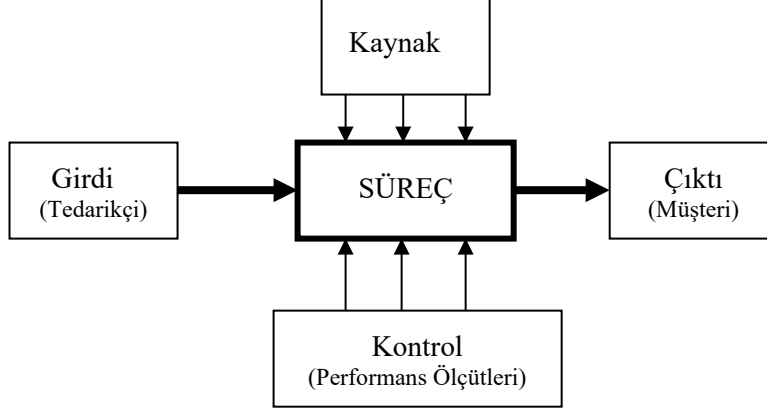 Kaynak
Girdi
(Tedarikçi)
SÜREÇ
Çıktı
(Müşteri)
Kontrol
(Performans Ölçütleri)